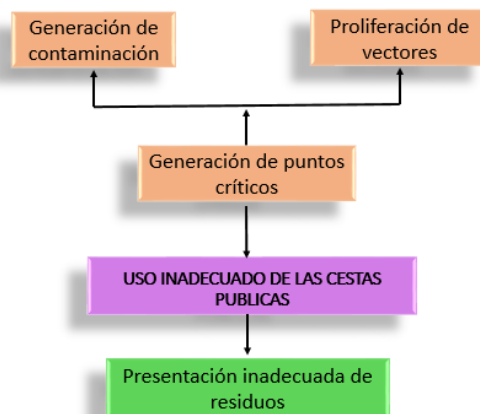 Generación de
contaminación
Proliferación de
vectores
Generación de puntos
críticos
USO INADECUADO DE LAS CESTAS
PUBLICAS
Presentación inadecuada de
residuos